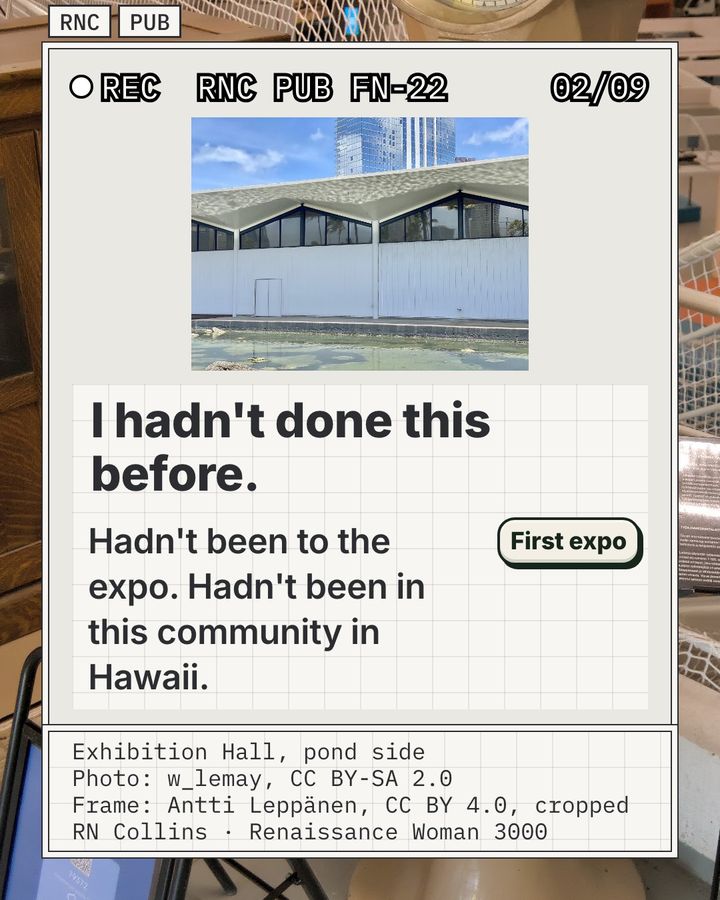 RNC PUB
REC RNC PUB FN-22 02/09
I hadn't done this
before.
Hadn't been to the
expo. Hadn't been in
this community in
Hawaii.
First expo
Exhibition Hall, pond side
Photo: w_lemay, CC BY-SA 2.0
Frame: Antti Leppänen, CC BY 4.0, cropped
RN Collins · Renaissance Woman 3000